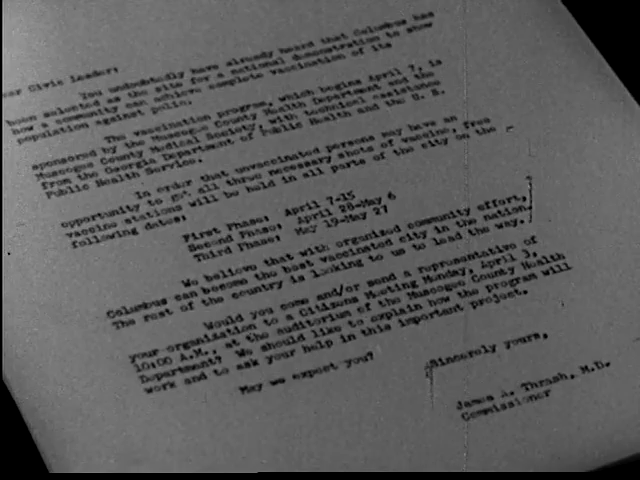 ear Civic Leader:
You undoubtedly have already heard that Columbus has
been selected as the site for a national demonstration to show
how a community can achieve complete vaccination of its
population against polio.
The vaccination program, which begins April 7, is
sponsored by the Muscogee County Health Department and the
Muscogee County Medical Society, with technical assistance
from the Georgia Department of Public Health and the U. S.
Public Health Service.
In order that unvaccinated persons may have an
opportunity to get all three necessary shots of vaccine, free
vaccine stations will be held in all parts of the city on the
following dates:
First Phase: April 7-15
Second Phase: April -May 6
Third Phase: May 19-May 27
We believe, that with organized community effort,
Columbus can become the best vaccinated city in the nation.
The rest of the country is looking to us to lead the way.
Would you come and/or send a representative of
your organization to a Citizens Meeting Monday, April 3,
10:00 A.M., at the auditorium of the Muscogee County Health
Department? We should like to explain how the program will
work and to ask your help in this important project.
May we expect you?
Sincerely yours,
James A. Thrash, M.D.
Commissioner